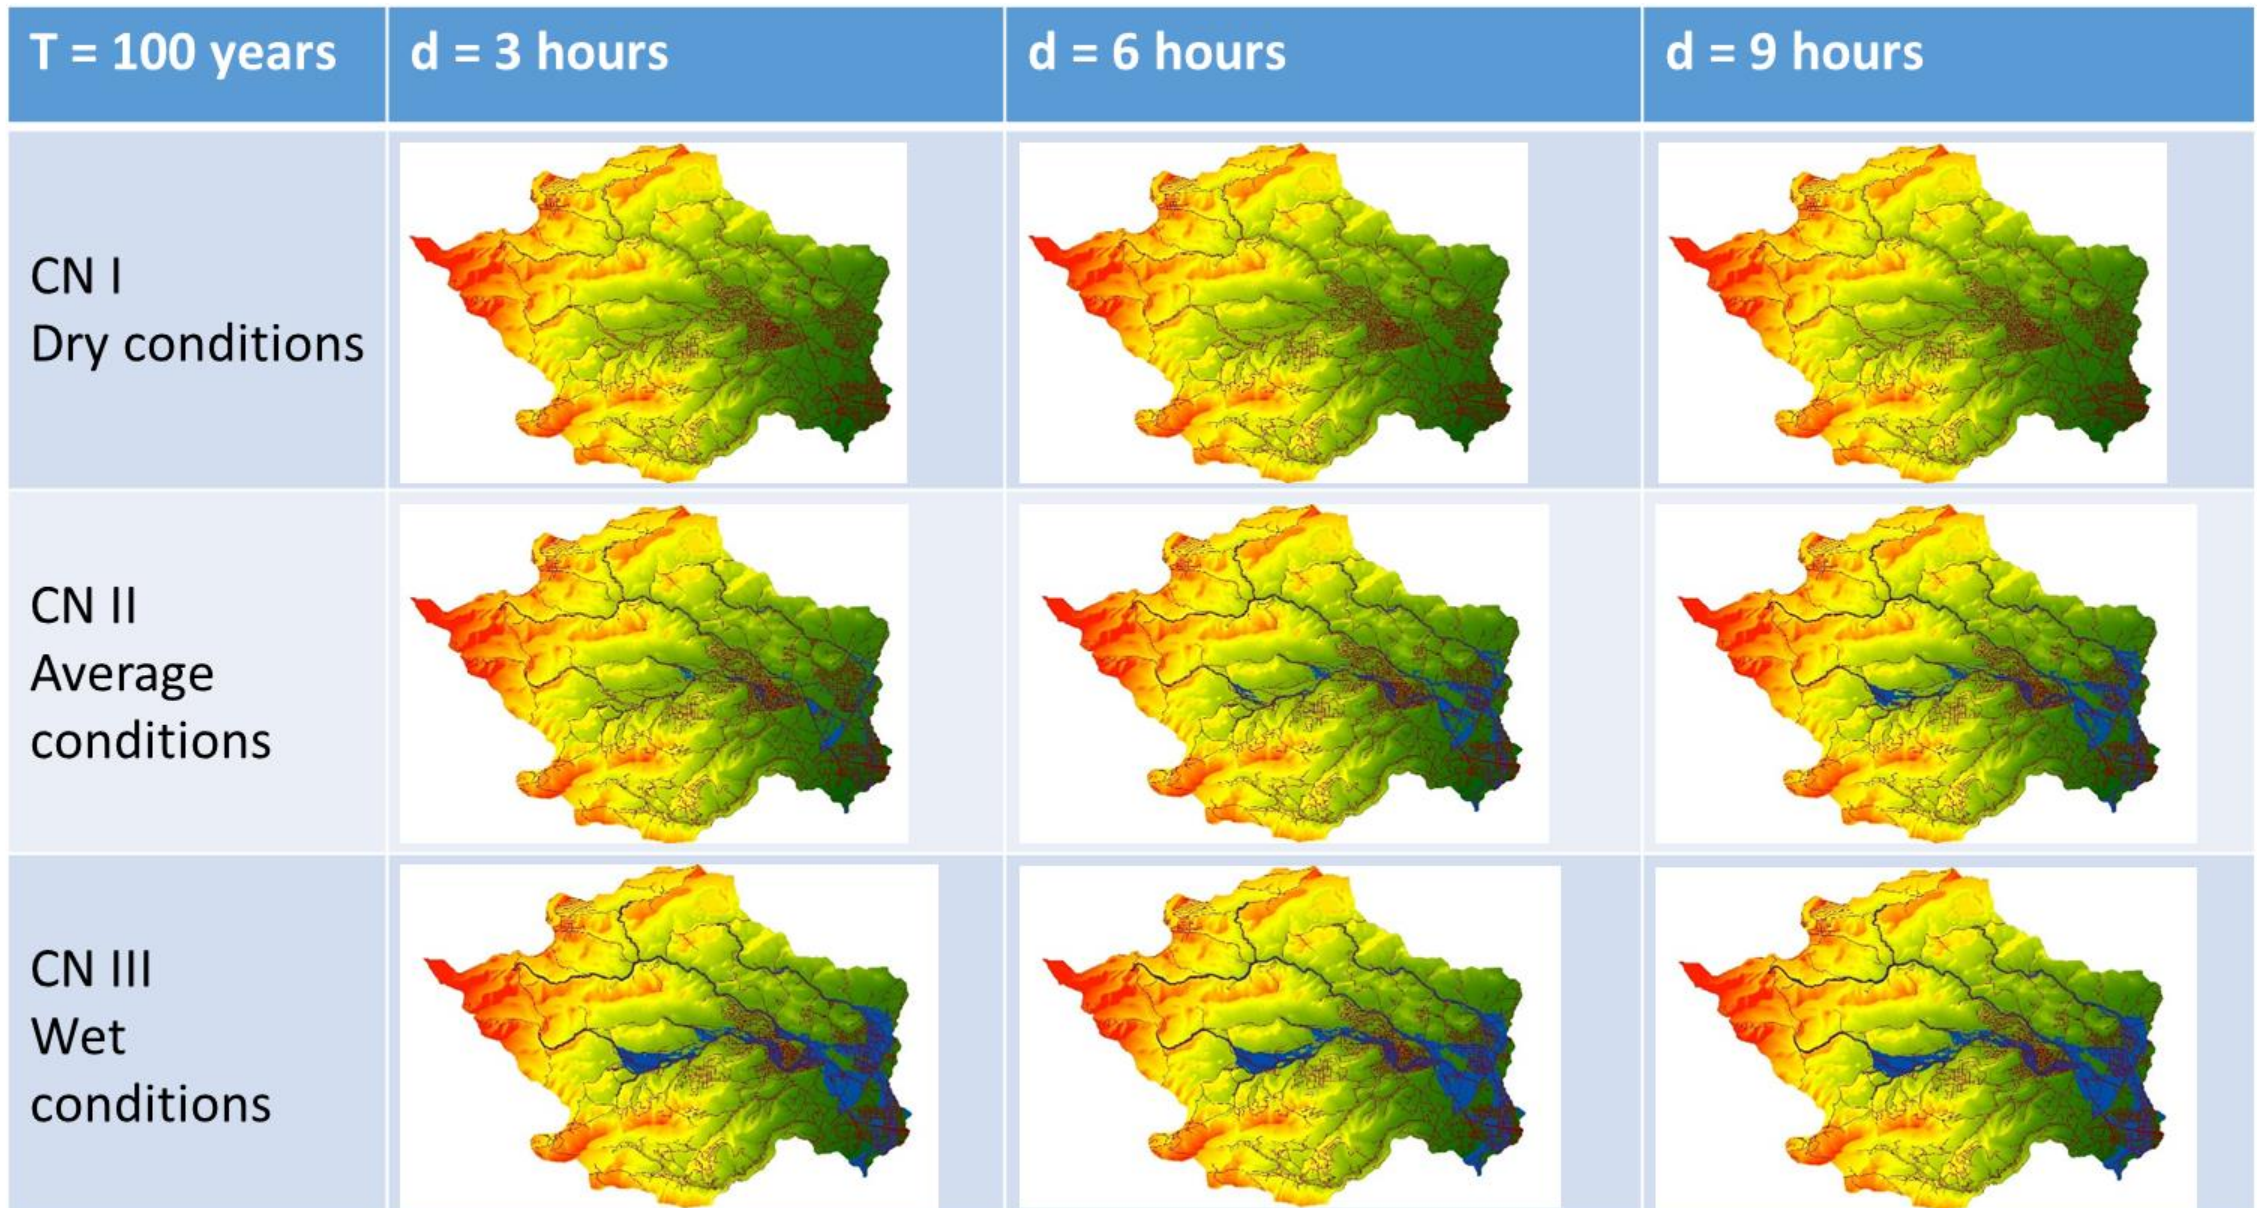 T = 100 years
d = 3 hours
d = 6 hours
d = 9 hours
CN I
Dry conditions
CN II
Average
conditions
CN III
Wet
conditions